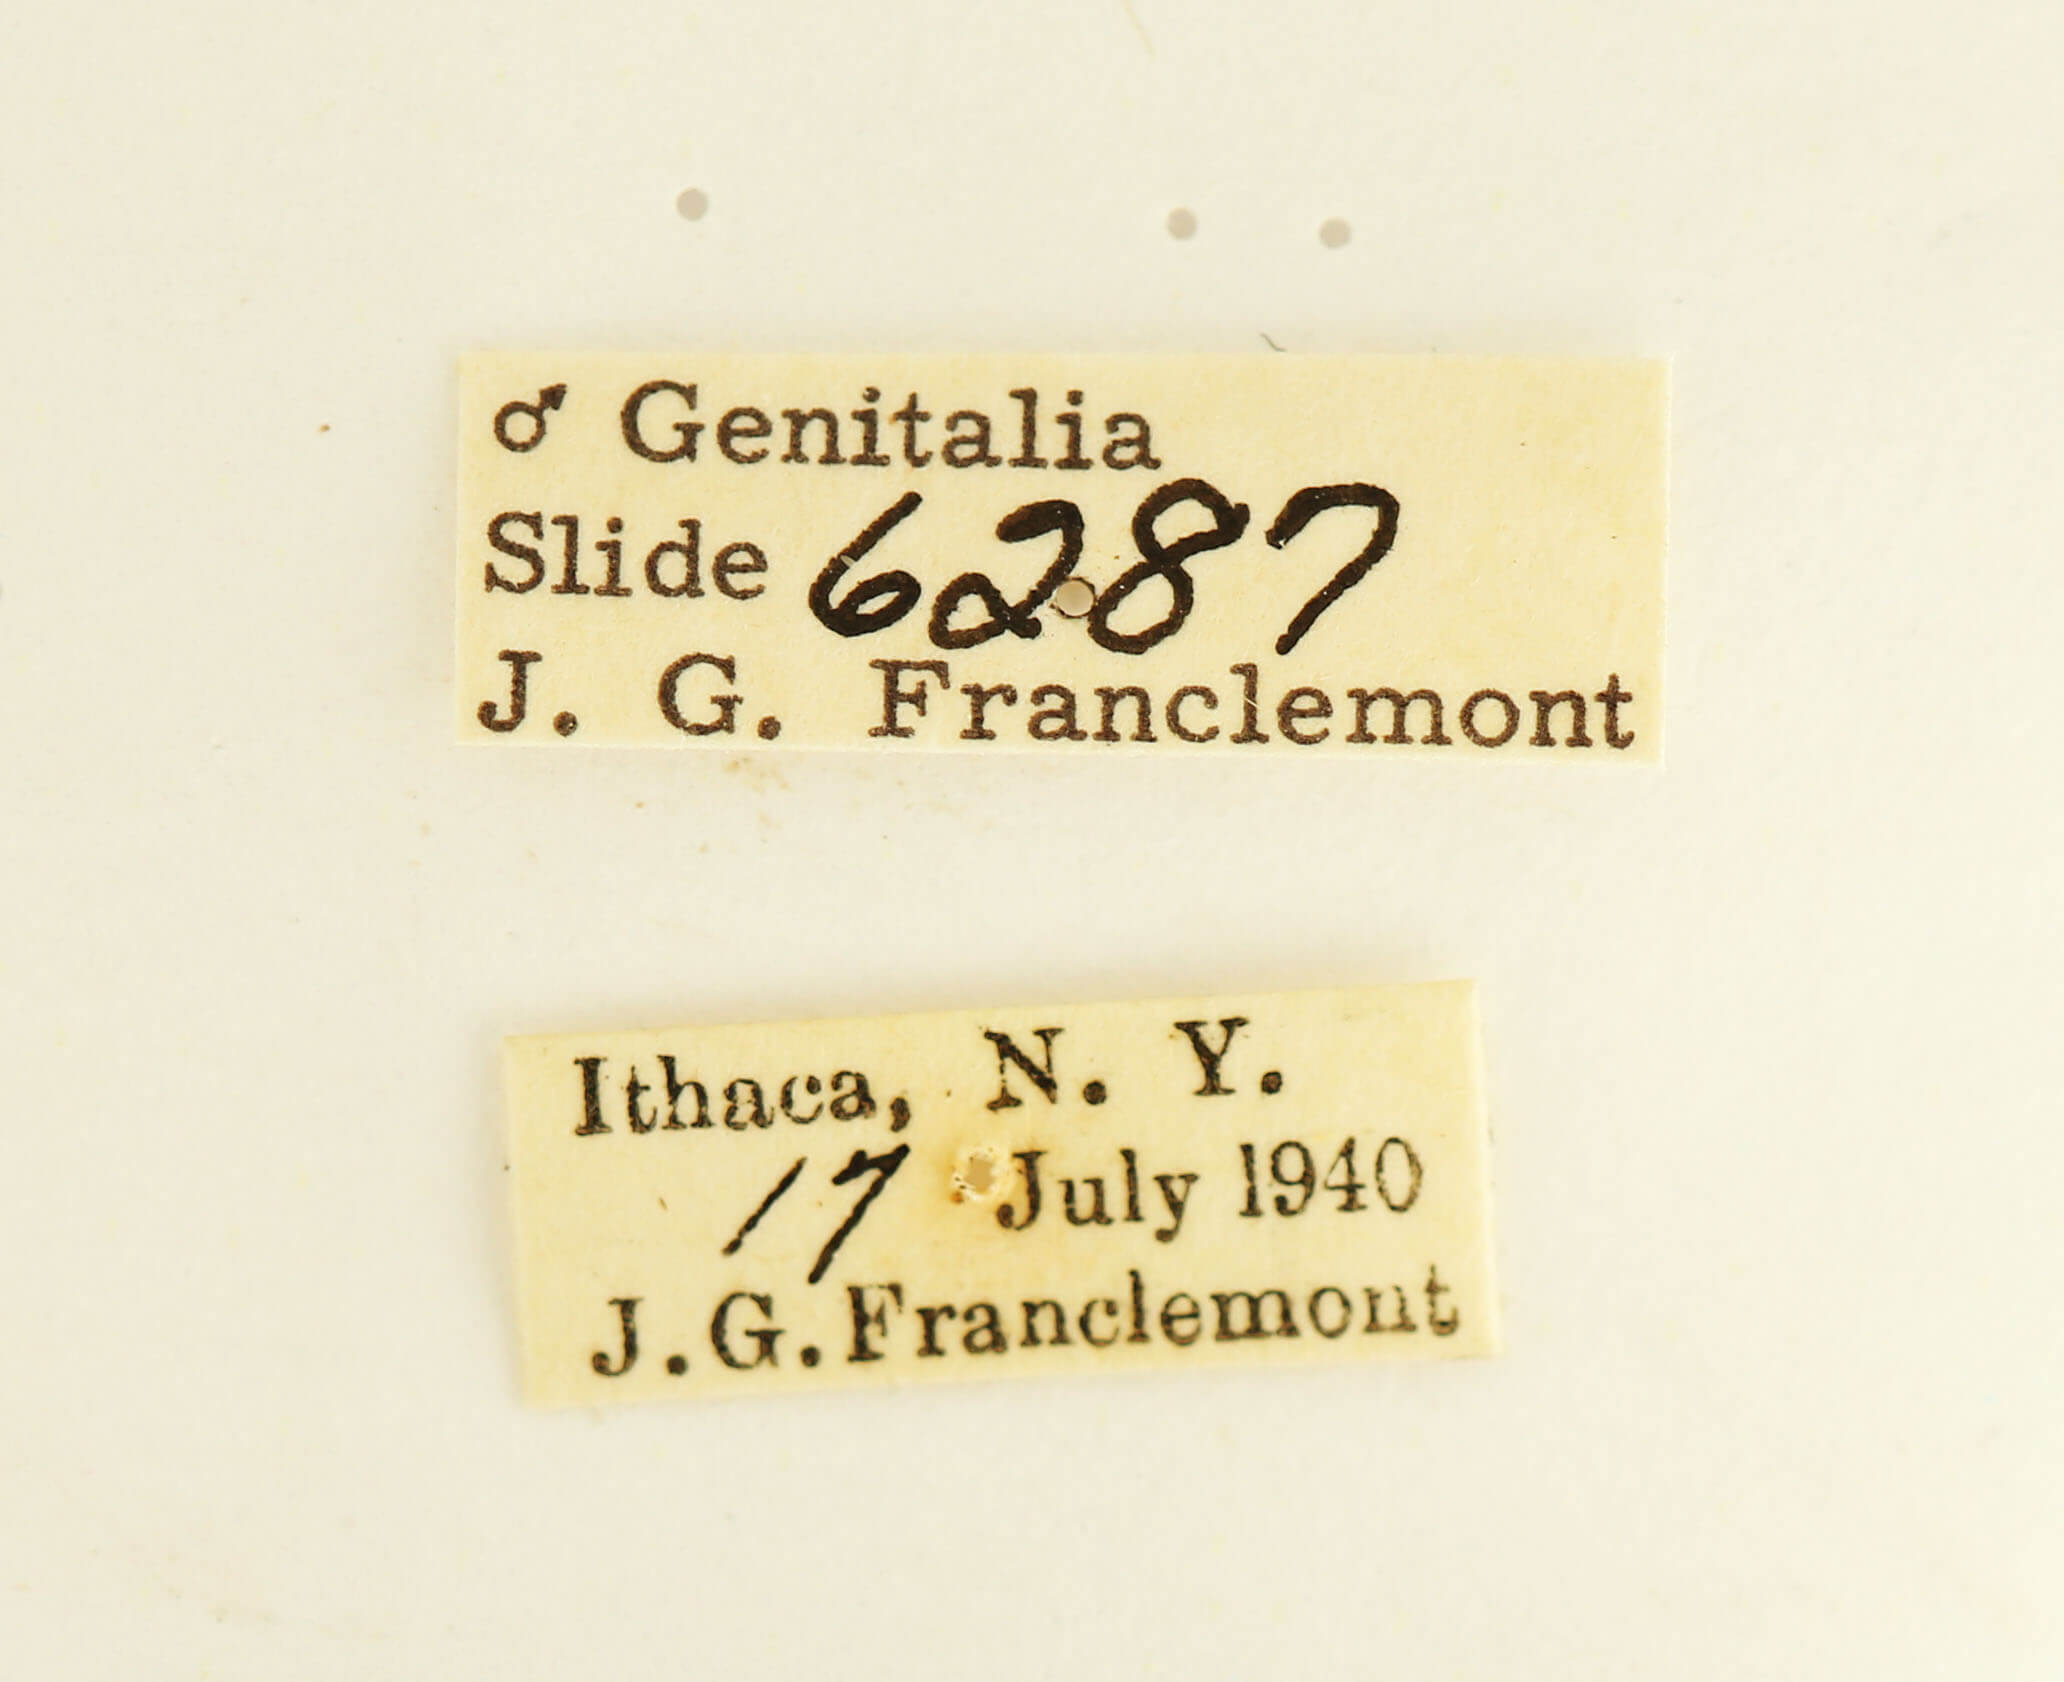 ♂ Genitalia
Slide 6287
J. G. Franclemont
Ithaca, N. Y.
17 July 1940
J.G.Franclemont